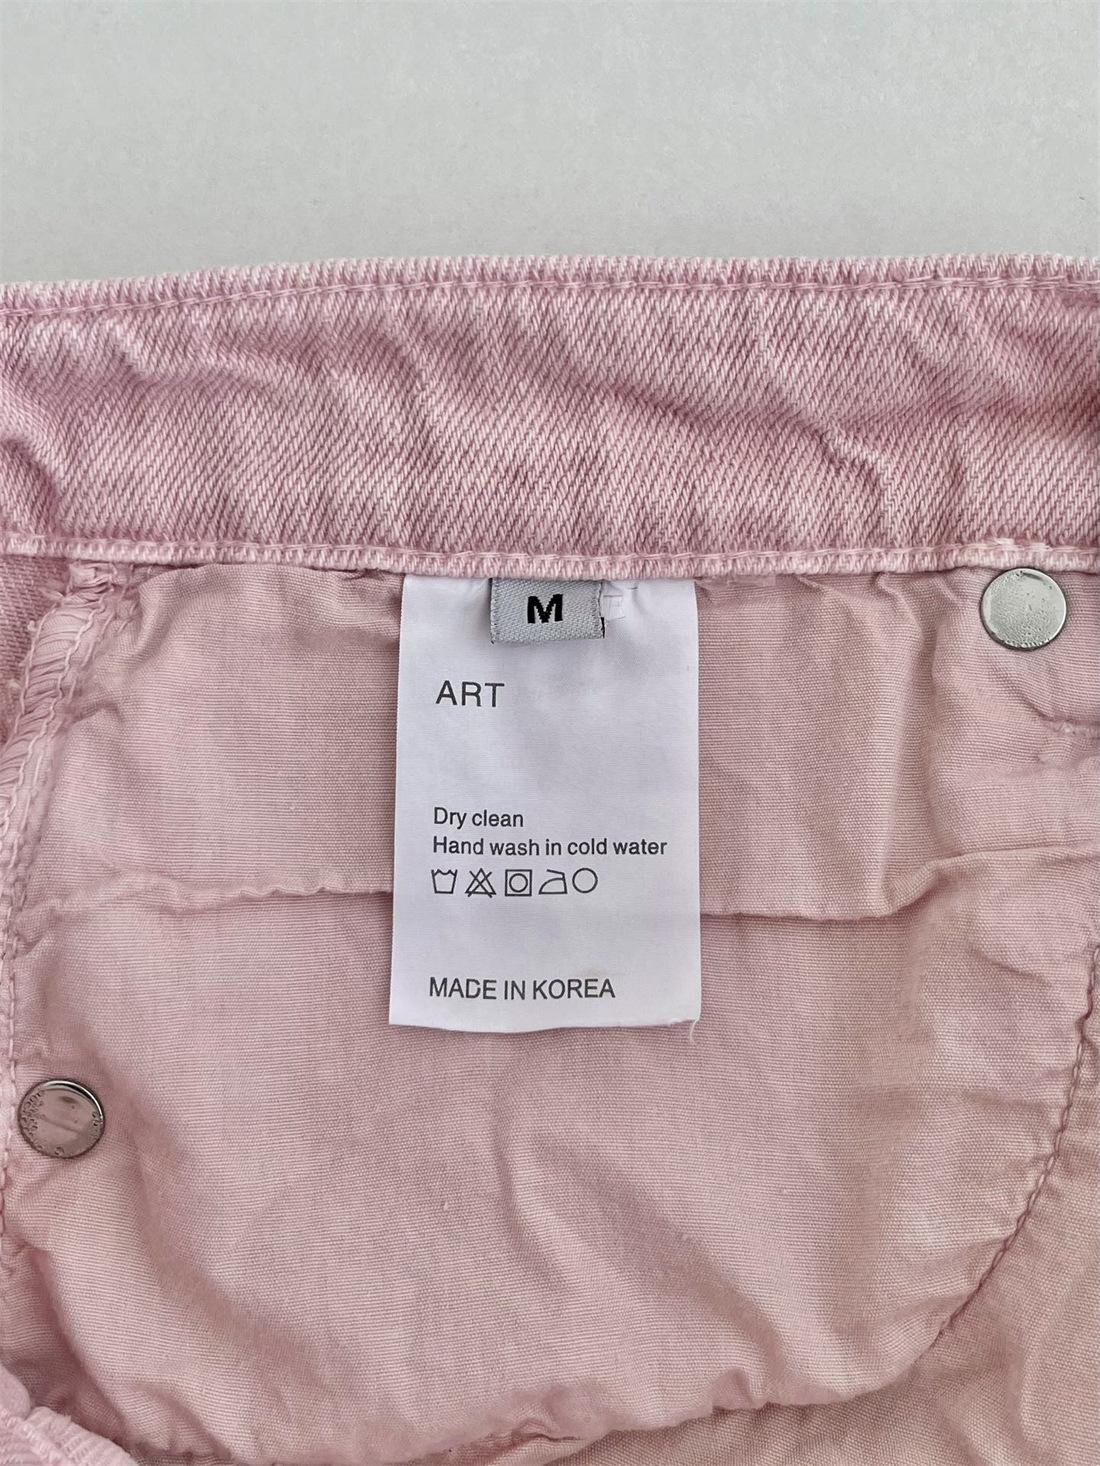 M
ART
Dry clean
Hand wash in cold water
MADE IN KOREA